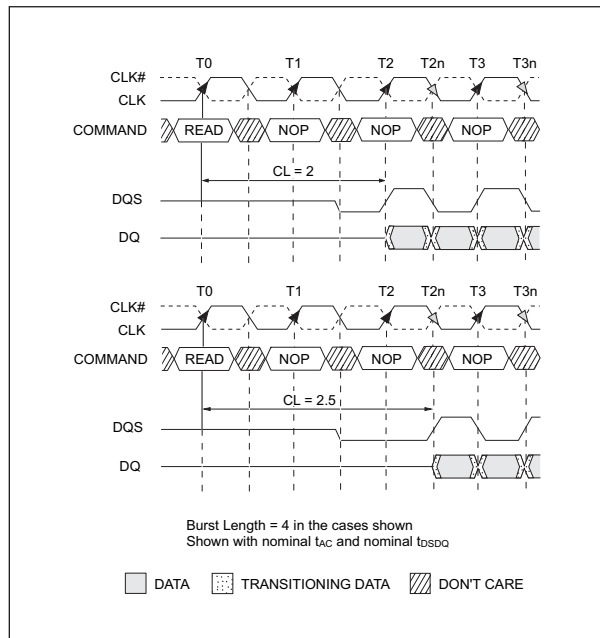 T0 T1 T2 T2n T3 T3n
CLK#
CLK
COMMAND READ NOP NOP NOP
CL = 2
DQS
DQ
T0 T1 T2 T2n T3 T3n
CLK#
CLK
COMMAND READ NOP NOP NOP
CL = 2.5
DQS
DQ
Burst Length = 4 in the cases shown
Shown with nominal tAC and nominal tDSDQ
DATA TRANSITIONING DATA DON'T CARE